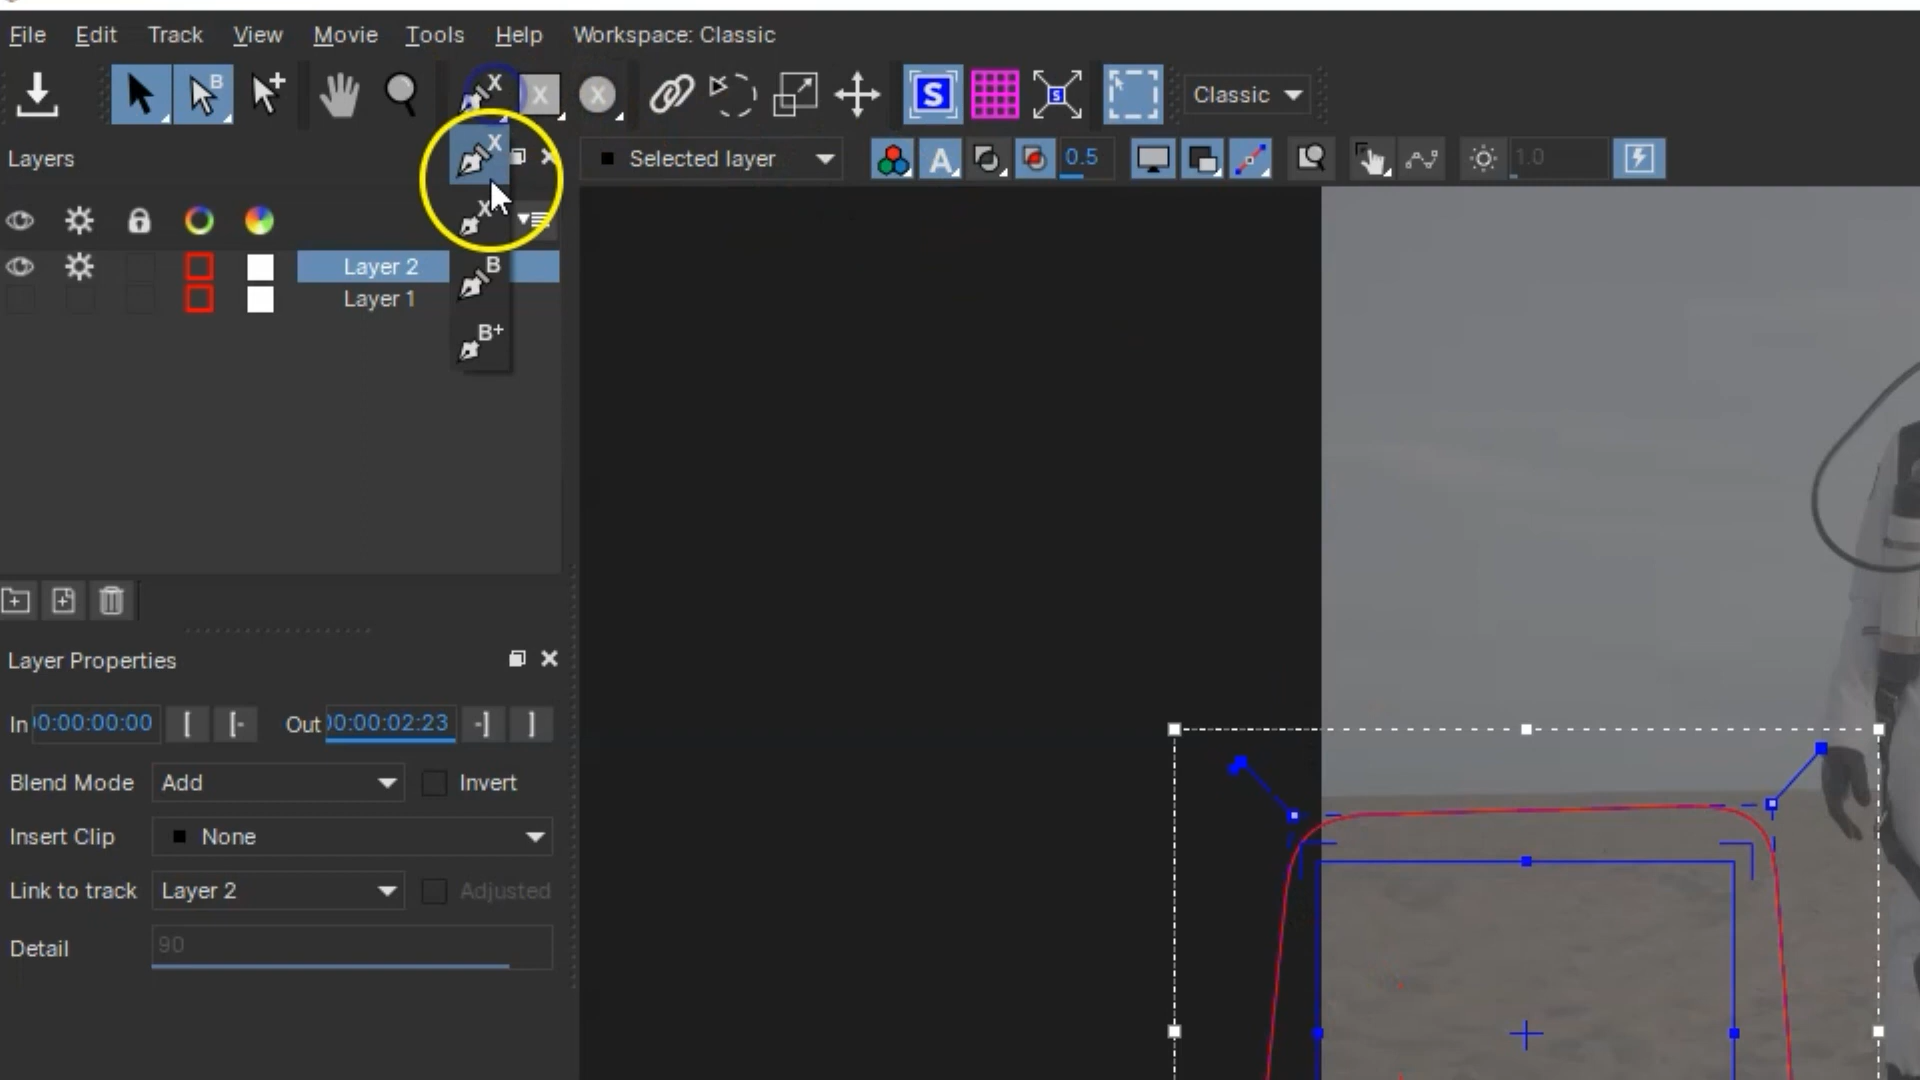 File Edit Track View Movie Tools Help Workspace: Classic
B X X X S S Classic
Layers X Selected layer A 0.5 1.0
X
Layer 2 B
Layer 1
B+
Layer Properties
In 0:00:00:00 [ [- Out 00:00:02:23 -] ]
Blend Mode Add Invert
Insert Clip None
Link to track Layer 2 Adjusted
Detail 90